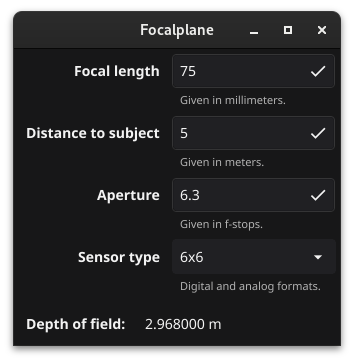 Focalplane
Focal length 75
Given in millimeters.
Distance to subject 5
Given in meters.
Aperture 6.3
Given in f-stops.
Sensor type 6x6
Digital and analog formats.
Depth of field: 2.968000 m